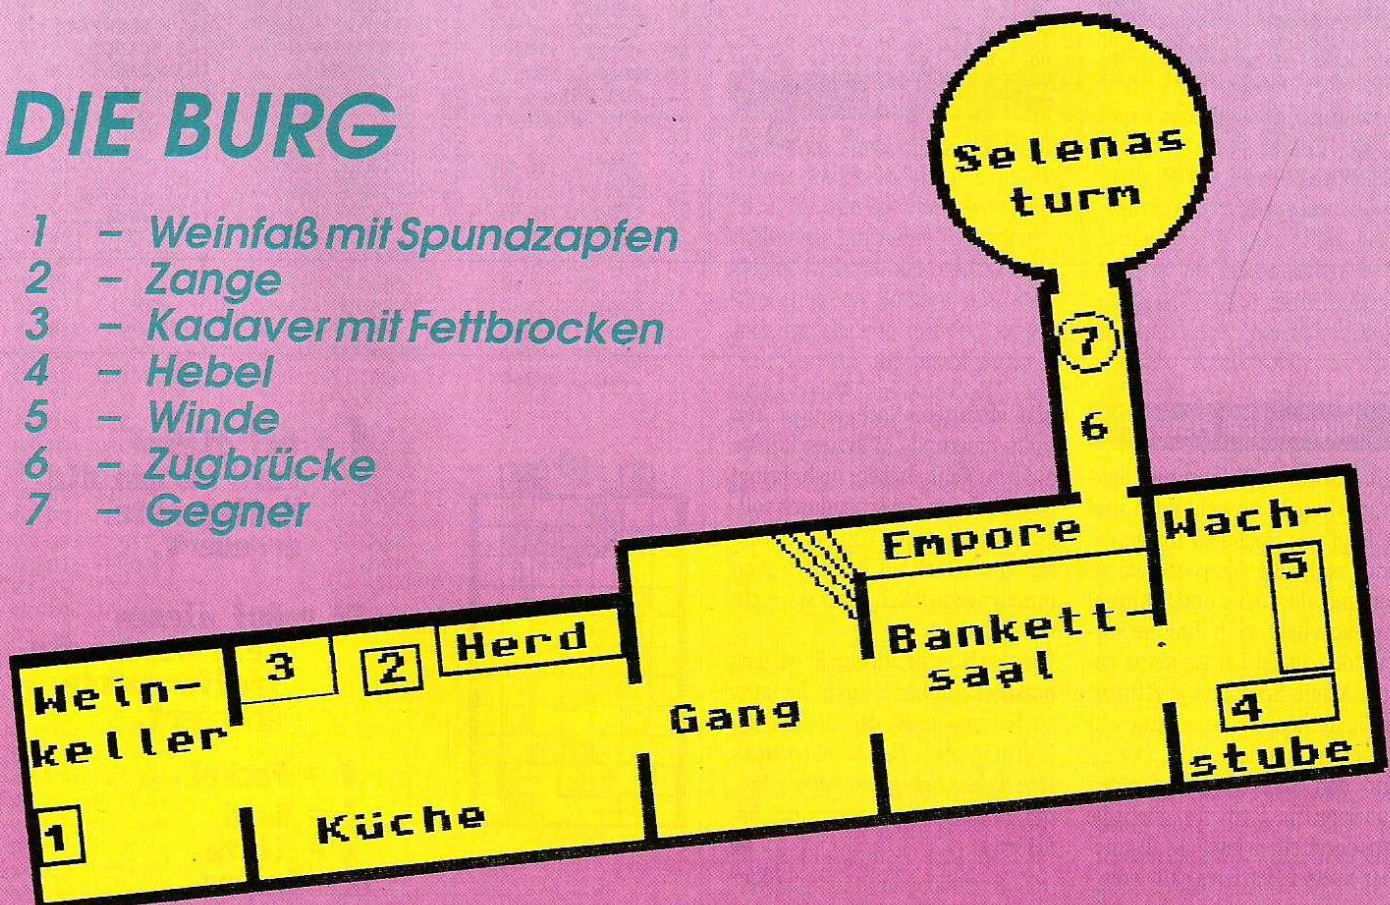 DIE BURG
1 – Weinfaß mit Spundzapfen
2 – Zange
3 – Kadaver mit Fettbrocken
4 – Hebel
5 – Winde
6 – Zugbrücke
7 – Gegner
Selenas
turm
7
6
Empore
Wach-
5
Bankett-
saal
4
stube
Gang
Herd
2
3
Wein-
keller
1
Küche